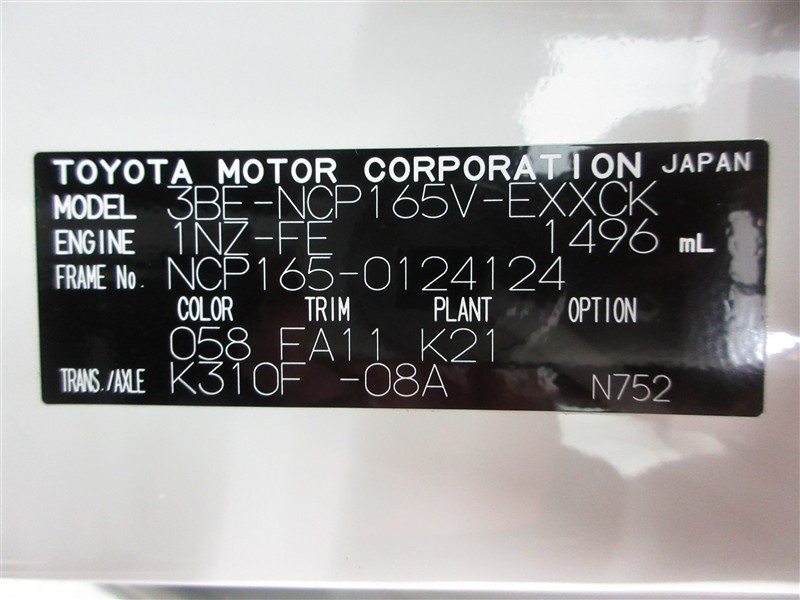 TOYOTA MOTOR CORPORATION JAPAN
MODEL 3BE-NCP165V-EXXCK
ENGINE 1NZ-FE 1496 mL
FRAME No. NCP165-0124124
COLOR TRIM PLANT OPTION
058 FA11 K21
TRANS./AXLE K310F -08A N752